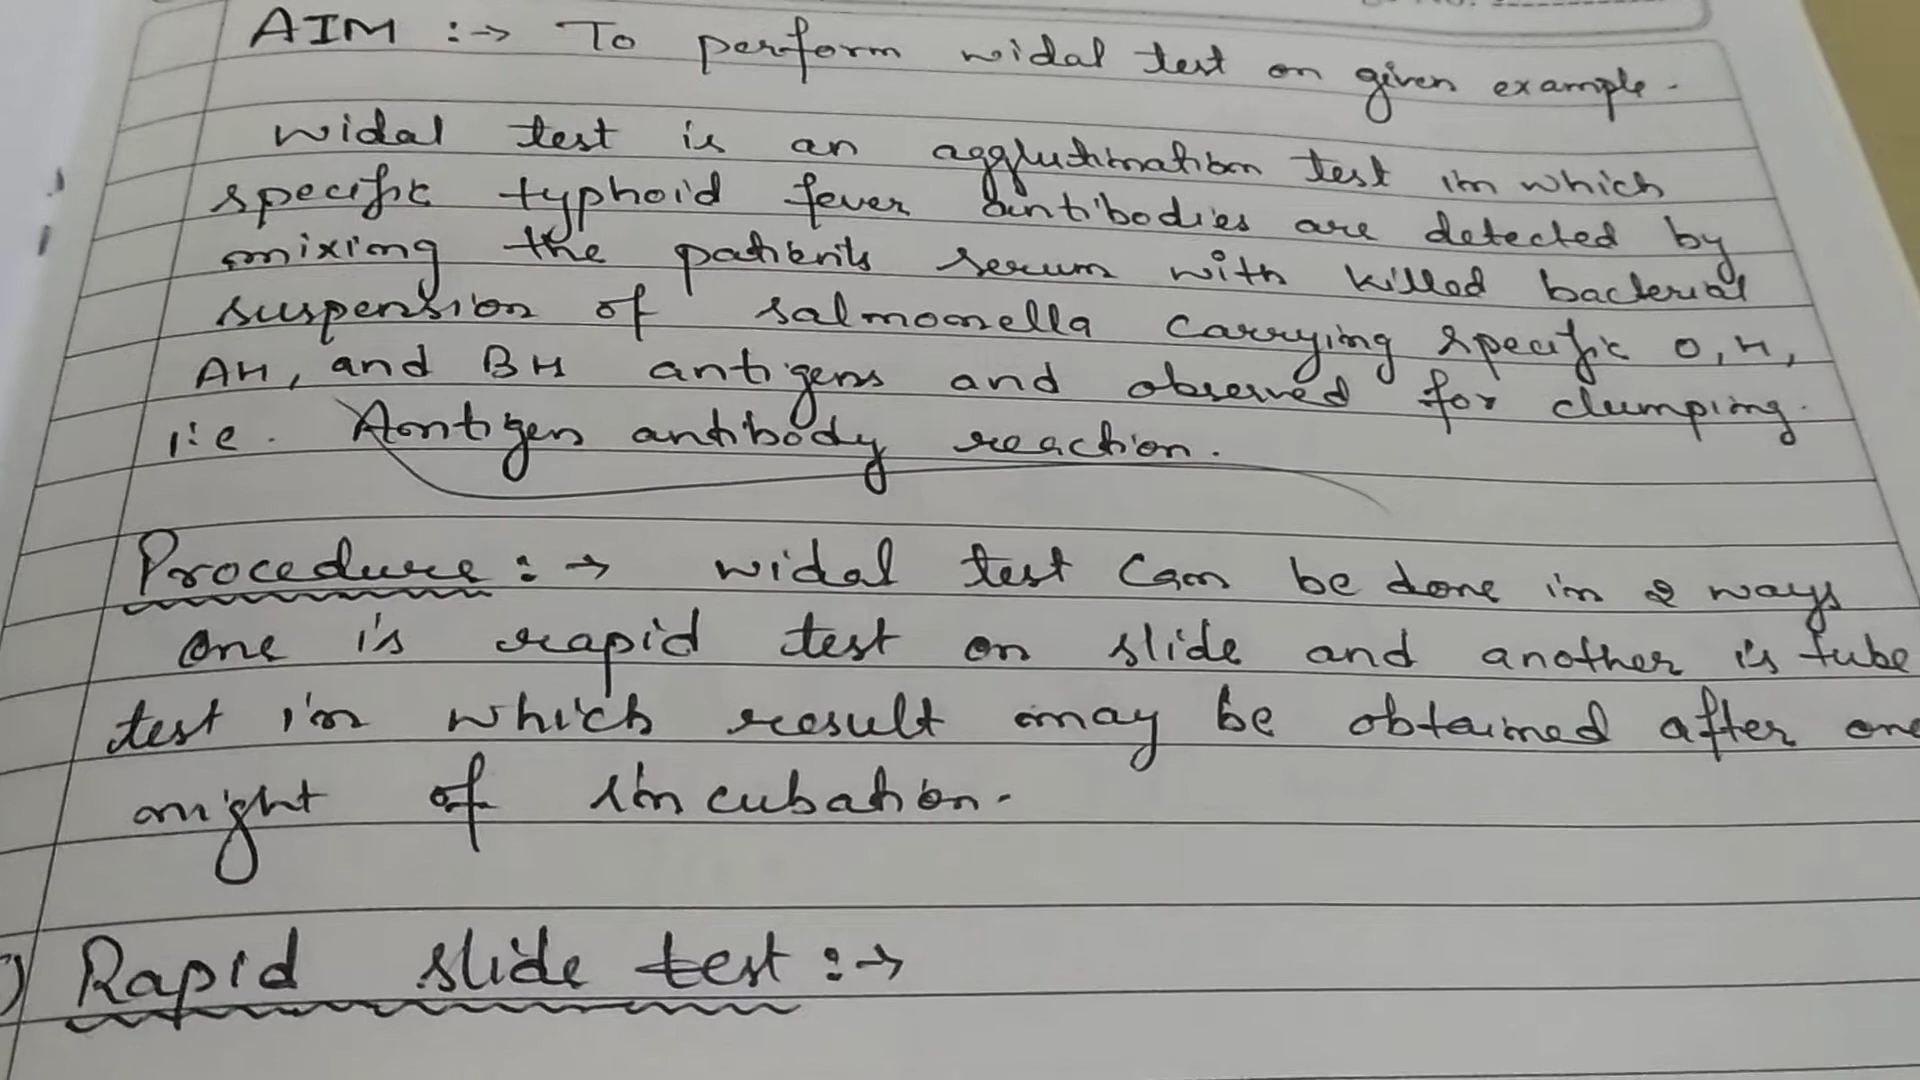 AIM :→ To perform widal test on given example.
widal test is an agglutination test in which
specific typhoid fever antibodies are detected by
mixing the patients serum with killed bacterial
suspension of salmonella carrying specific O, H,
AH, and BH antigens and observed for clumping.
i.e. Antigen antibody reaction.
Procedure :→ widal test can be done in 2 ways
one is rapid test on slide and another is tube
test in which result may be obtained after one
night of incubation.
Rapid slide test :→